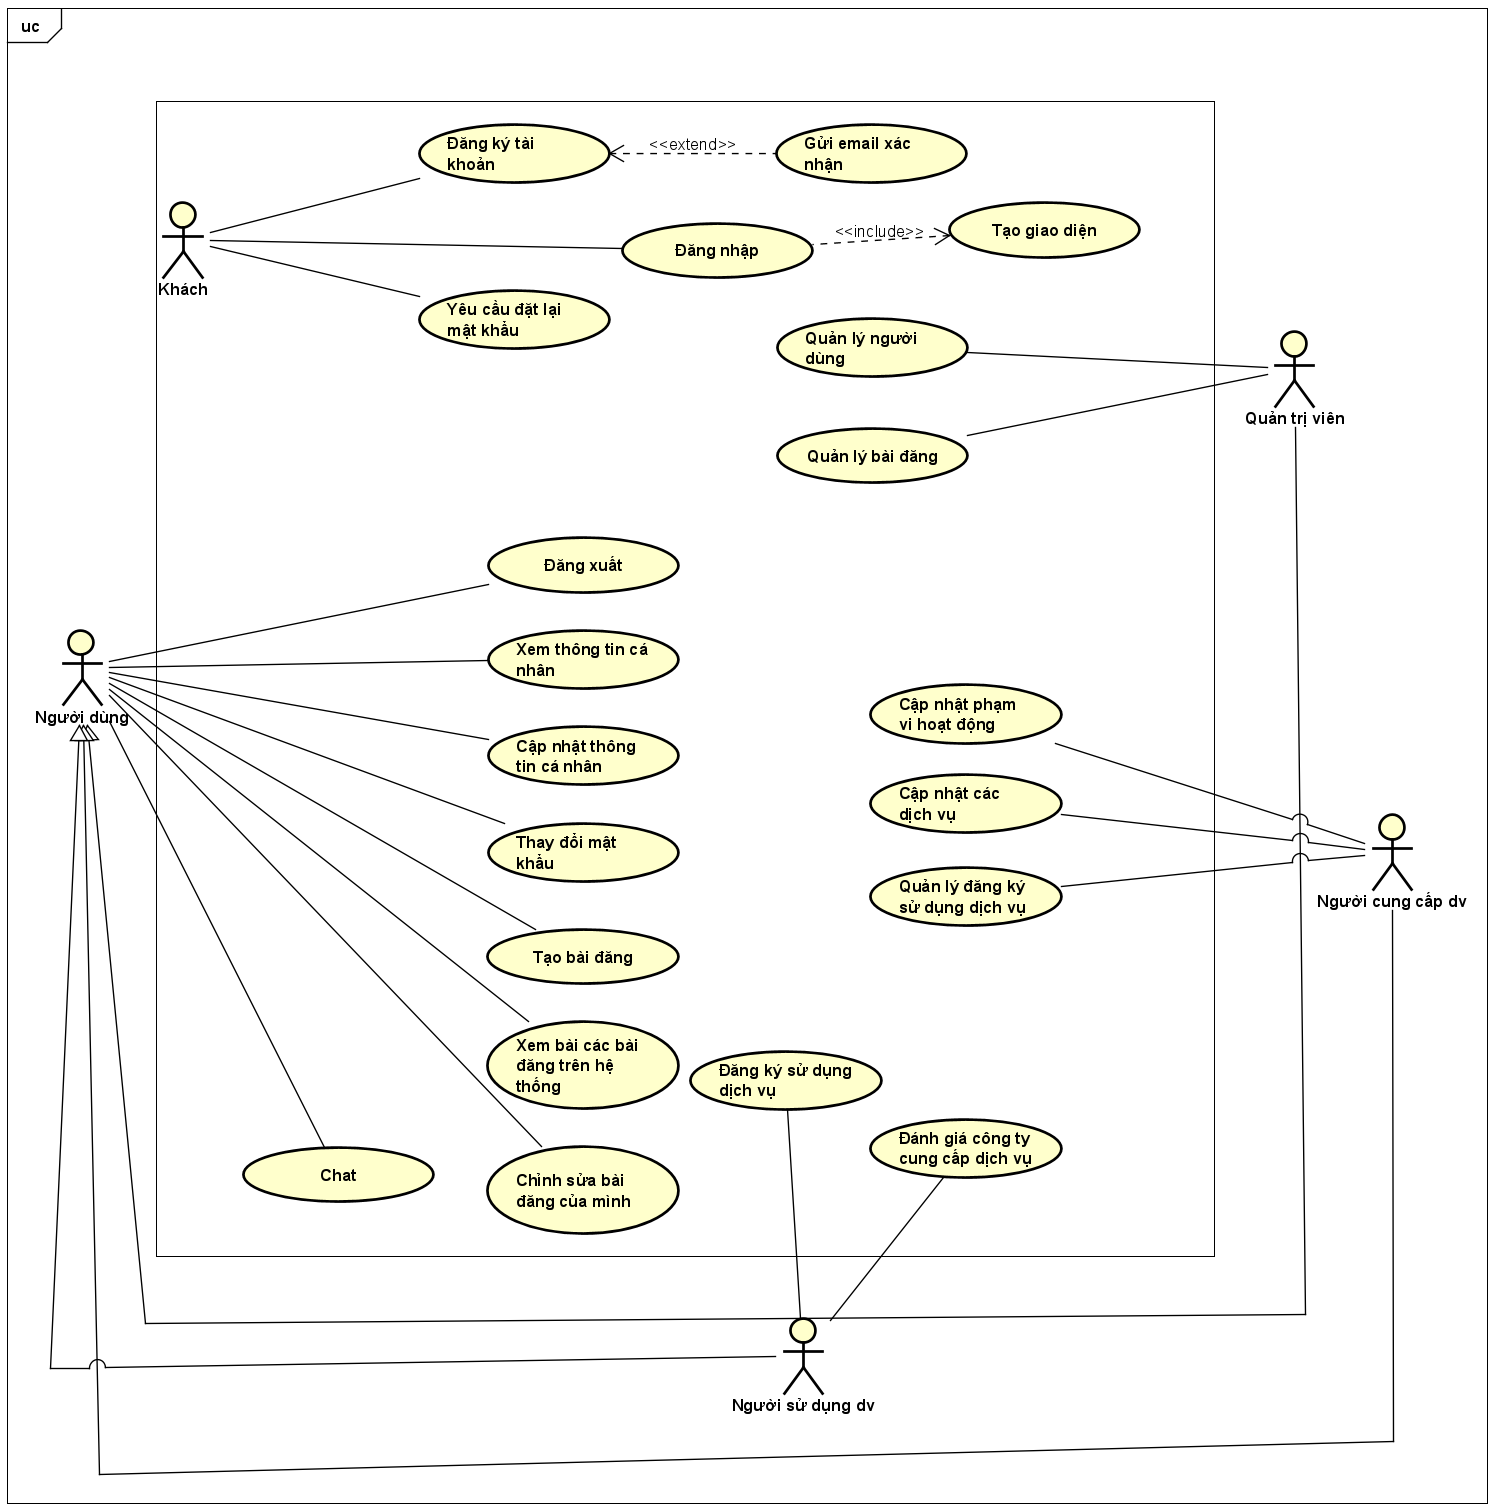 uc
Đăng ký tài
khoản
<<extend>>
Gửi email xác
nhận
Khách
Đăng nhập
<<include>>
Tạo giao diện
Yêu cầu đặt lại
mật khẩu
Quản lý người
dùng
Quản trị viên
Quản lý bài đăng
Đăng xuất
Xem thông tin cá
nhân
Người dùng
Cập nhật thông
tin cá nhân
Cập nhật phạm
vi hoạt động
Cập nhật các
dịch vụ
Thay đổi mật
khẩu
Quản lý đăng ký
sử dụng dịch vụ
Người cung cấp dv
Tạo bài đăng
Xem bài các bài
đăng trên hệ
thống
Đăng ký sử dụng
dịch vụ
Đánh giá công ty
cung cấp dịch vụ
Chat
Chỉnh sửa bài
đăng của mình
Người sử dụng dv